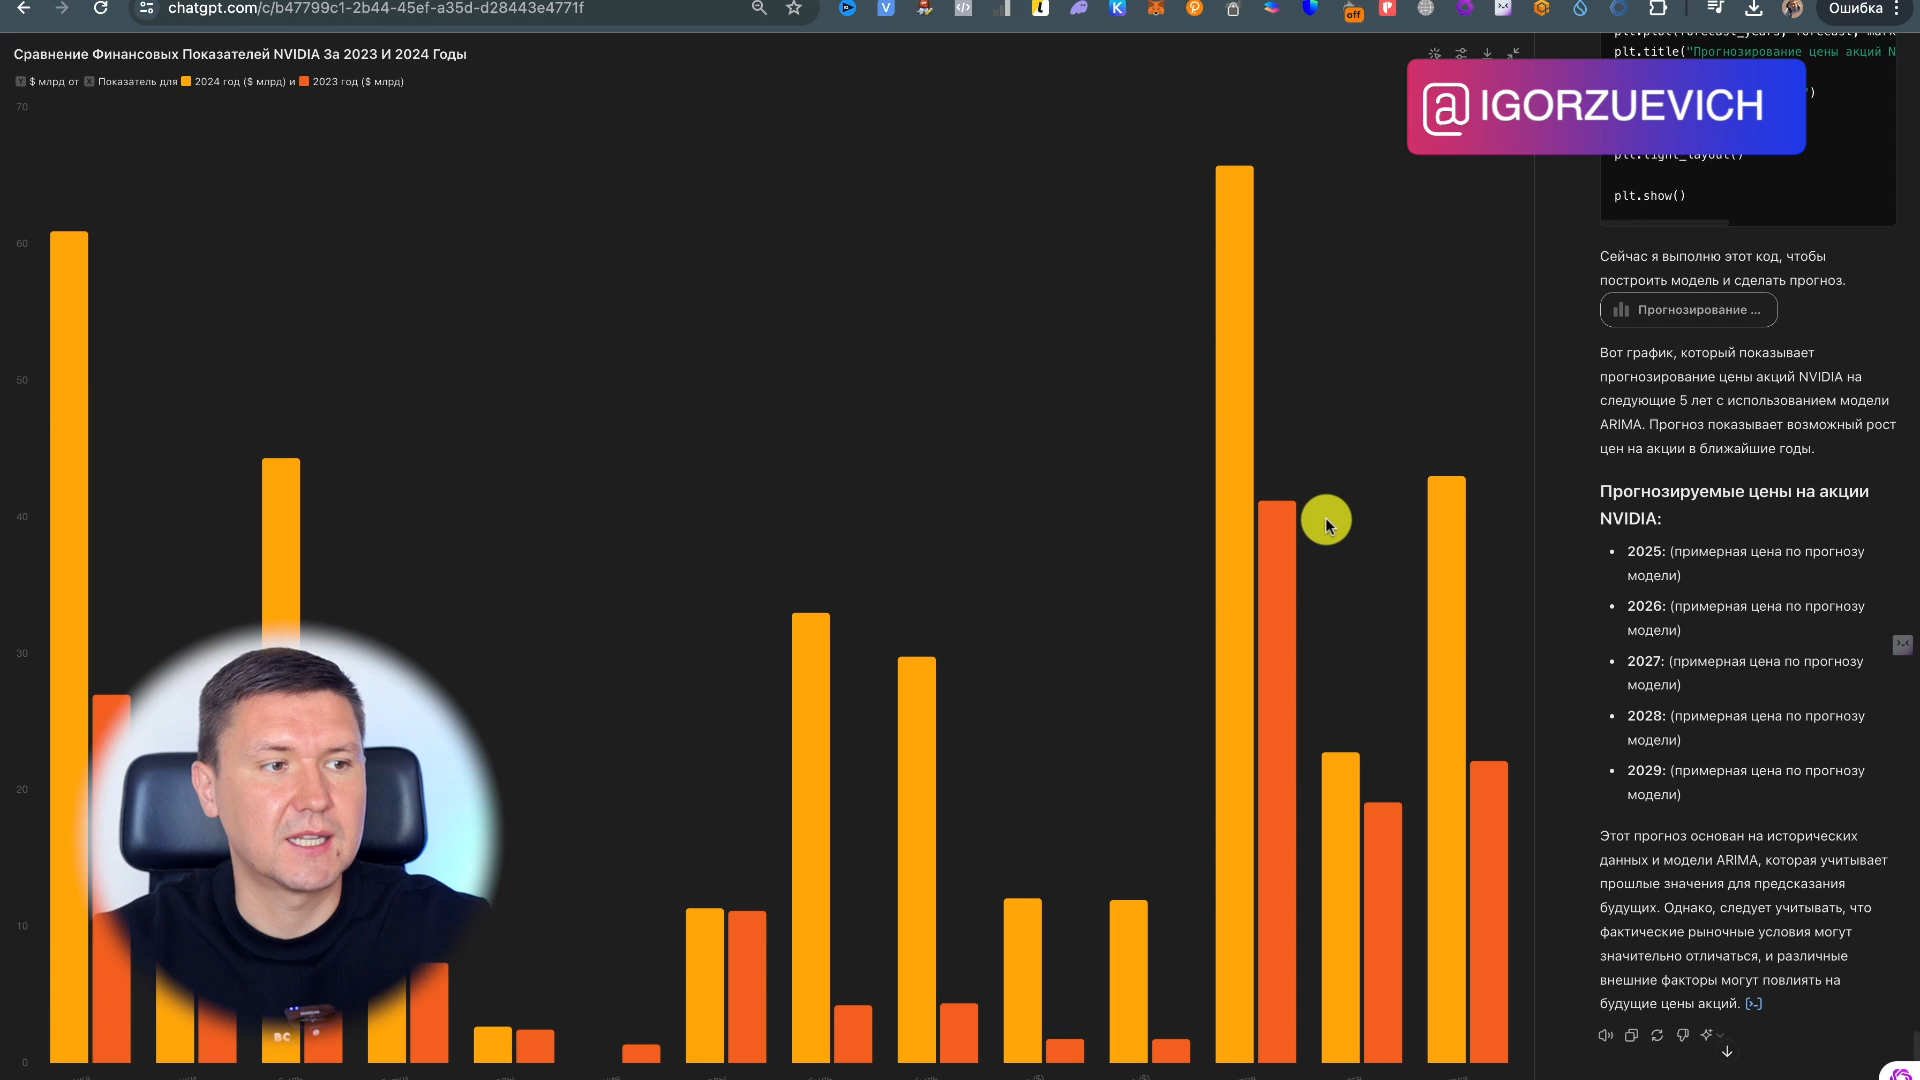 chatgpt.com/c/b47799c1-2b44-45ef-a35d-d28443e4771f
off
Ошибка
Сравнение Финансовых Показателей NVIDIA За 2023 И 2024 Годы
Y $ млрд от X Показатель для 2024 год ($ млрд) и 2023 год ($ млрд)
70
60
50
40
30
20
10
0
BC
plt.title("Прогнозирование цены акций N
@IGORZUEVICH
')
plt.tight_layout()
plt.show()
Сейчас я выполню этот код, чтобы
построить модель и сделать прогноз.
Прогнозирование ...
Вот график, который показывает
прогнозирование цены акций NVIDIA на
следующие 5 лет с использованием модели
ARIMA. Прогноз показывает возможный рост
цен на акции в ближайшие годы.
Прогнозируемые цены на акции
NVIDIA:
• 2025: (примерная цена по прогнозу
модели)
• 2026: (примерная цена по прогнозу
модели)
• 2027: (примерная цена по прогнозу
модели)
• 2028: (примерная цена по прогнозу
модели)
• 2029: (примерная цена по прогнозу
модели)
Этот прогноз основан на исторических
данных и модели ARIMA, которая учитывает
прошлые значения для предсказания
будущих. Однако, следует учитывать, что
фактические рыночные условия могут
значительно отличаться, и различные
внешние факторы могут повлиять на
будущие цены акций. [>-]